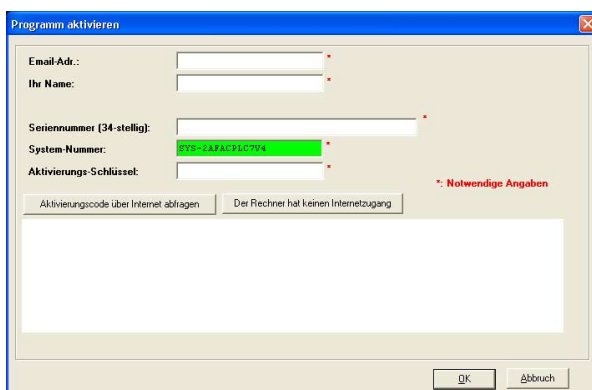 Programm aktivieren
Email-Adr.: *
Ihr Name: *
Seriennummer (34-stellig): *
System-Nummer: SYS-2AFACPLC7V4 *
Aktivierungs-Schlüssel: *
*: Notwendige Angaben
Aktivierungscode über Internet abfragen Der Rechner hat keinen Internetzugang
OK Abbruch